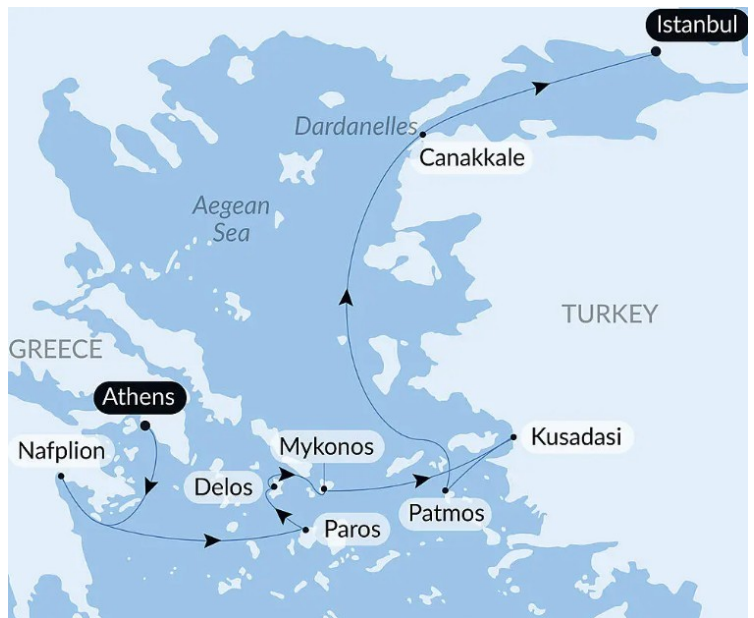 Istanbul
Dardanelles
Canakkale
Aegean
Sea
TURKEY
GREECE
Athens
Nafplion
Mykonos
Kusadasi
Delos
Patmos
Paros